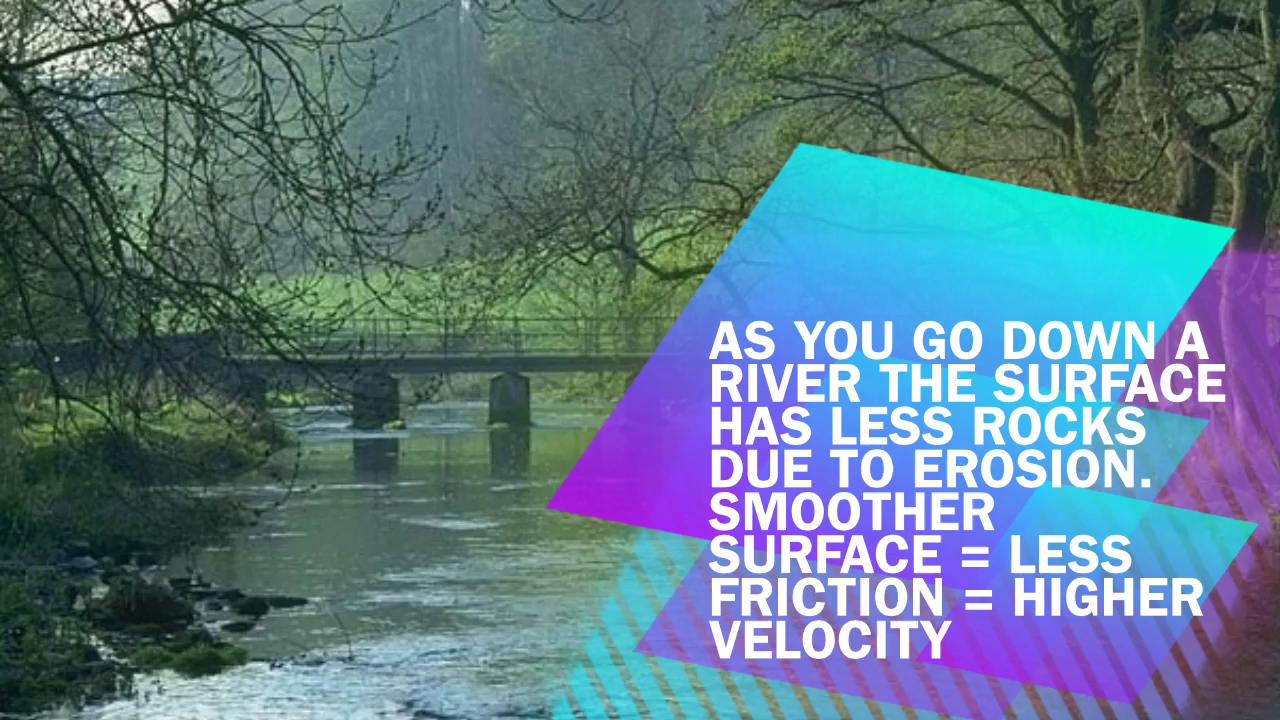 AS YOU GO DOWN A
RIVER THE SURFACE
HAS LESS ROCKS
DUE TO EROSION.
SMOOTHER
SURFACE = LESS
FRICTION = HIGHER
VELOCITY